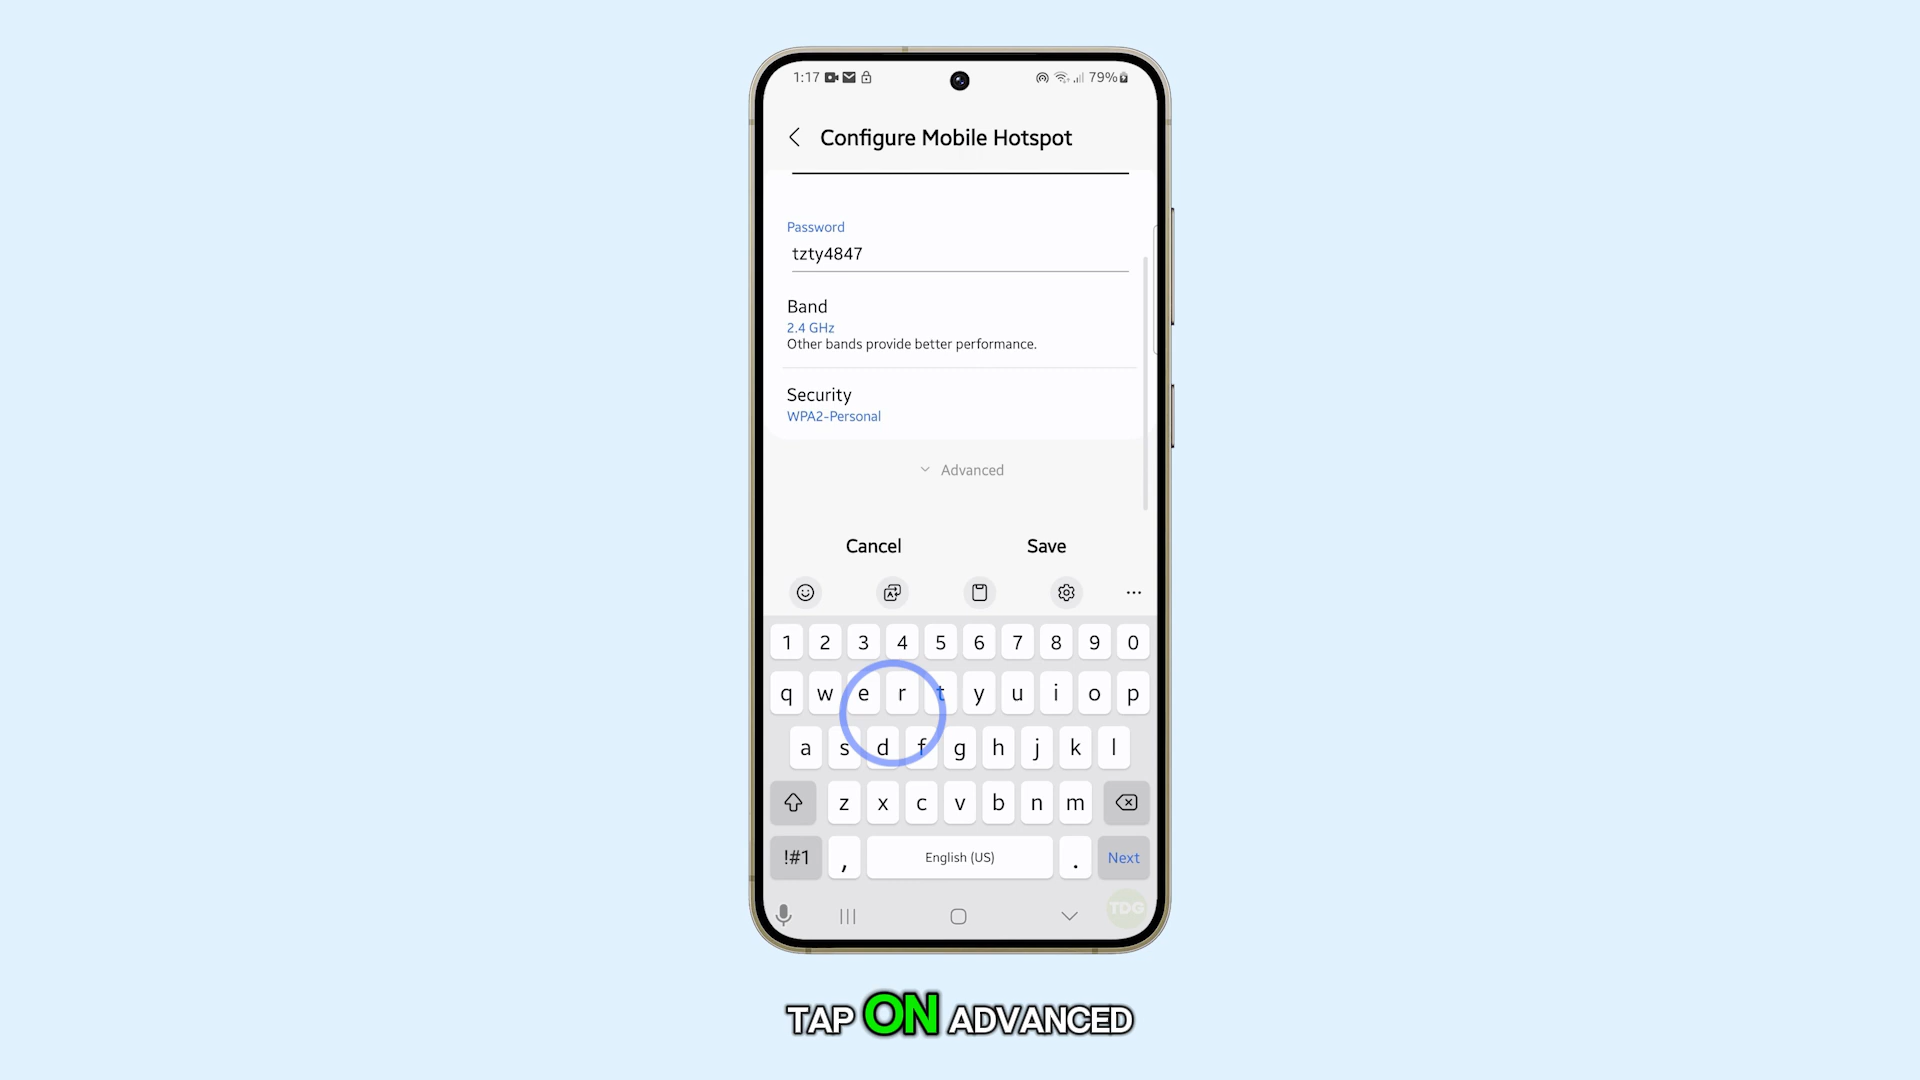 1:17 79%
Configure Mobile Hotspot
Password
tzty4847
Band
2.4 GHz
Other bands provide better performance.
Security
WPA2-Personal
Advanced
Cancel Save
1 2 3 4 5 6 7 8 9 0
q w e r t y u i o p
a s d f g h j k l
z x c v b n m
!#1 , English (US) . Next
TDG
TAP ON ADVANCED